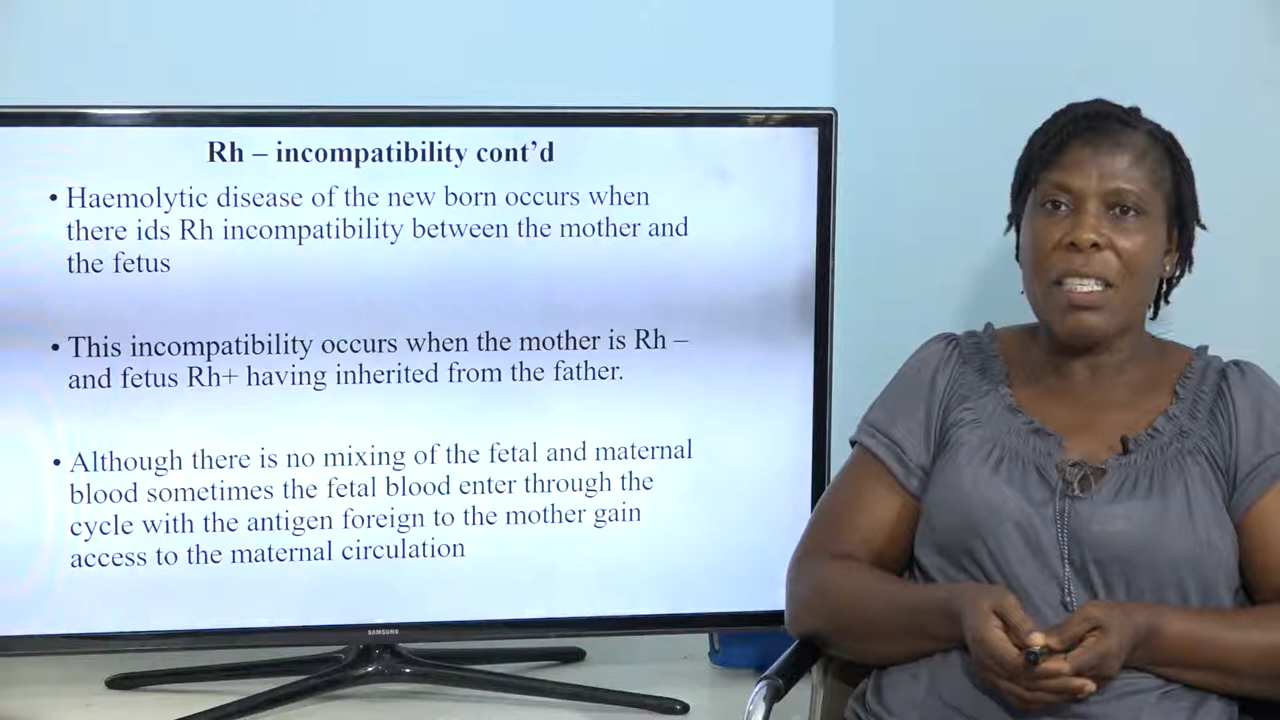 Rh – incompatibility cont’d
• Haemolytic disease of the new born occurs when
there ids Rh incompatibility between the mother and
the fetus
• This incompatibility occurs when the mother is Rh –
and fetus Rh+ having inherited from the father.
• Although there is no mixing of the fetal and maternal
blood sometimes the fetal blood enter through the
cycle with the antigen foreign to the mother gain
access to the maternal circulation
SAMSUNG